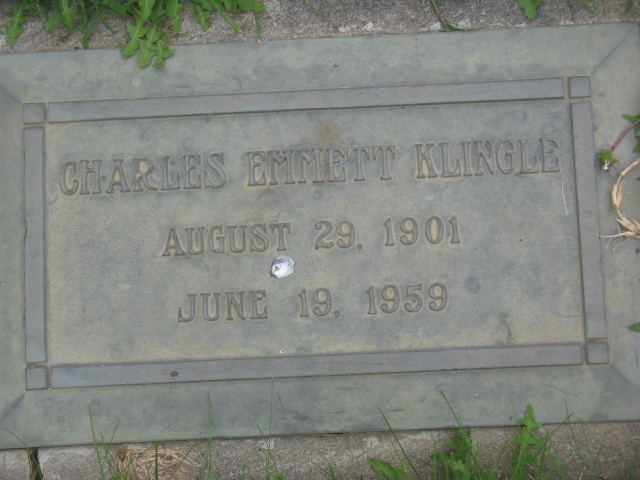 CHARLES EMMETT KLINGLE
AUGUST 29, 1901
JUNE 19, 1959